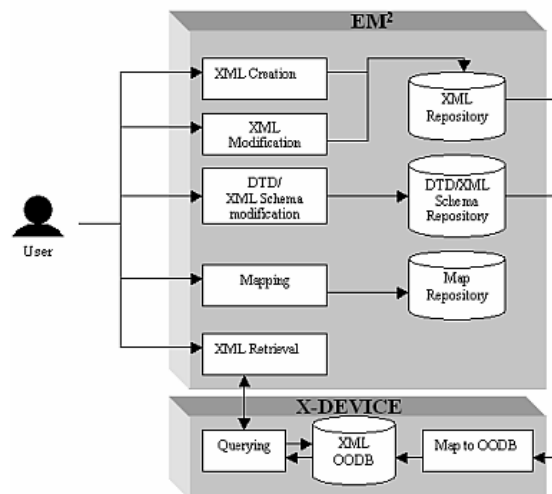 EM²
XML Creation
XML
Repository
XML
Modification
DTD/
XML Schema
modification
DTD/XML
Schema
Repository
User
Mapping
Map
Repository
XML Retrieval
X-DEVICE
Querying
XML
OODB
Map to OODB